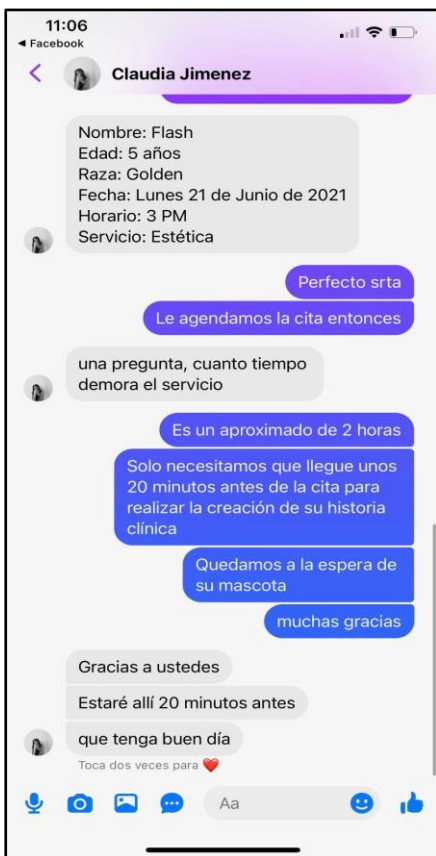 11:06
◄ Facebook
Claudia Jimenez
Nombre: Flash
Edad: 5 años
Raza: Golden
Fecha: Lunes 21 de Junio de 2021
Horario: 3 PM
Servicio: Estética
Perfecto srta
Le agendamos la cita entonces
una pregunta, cuanto tiempo
demora el servicio
Es un aproximado de 2 horas
Solo necesitamos que llegue unos
20 minutos antes de la cita para
realizar la creación de su historia
clínica
Quedamos a la espera de
su mascota
muchas gracias
Gracias a ustedes
Estaré allí 20 minutos antes
que tenga buen día
Toca dos veces para ❤️
Aa